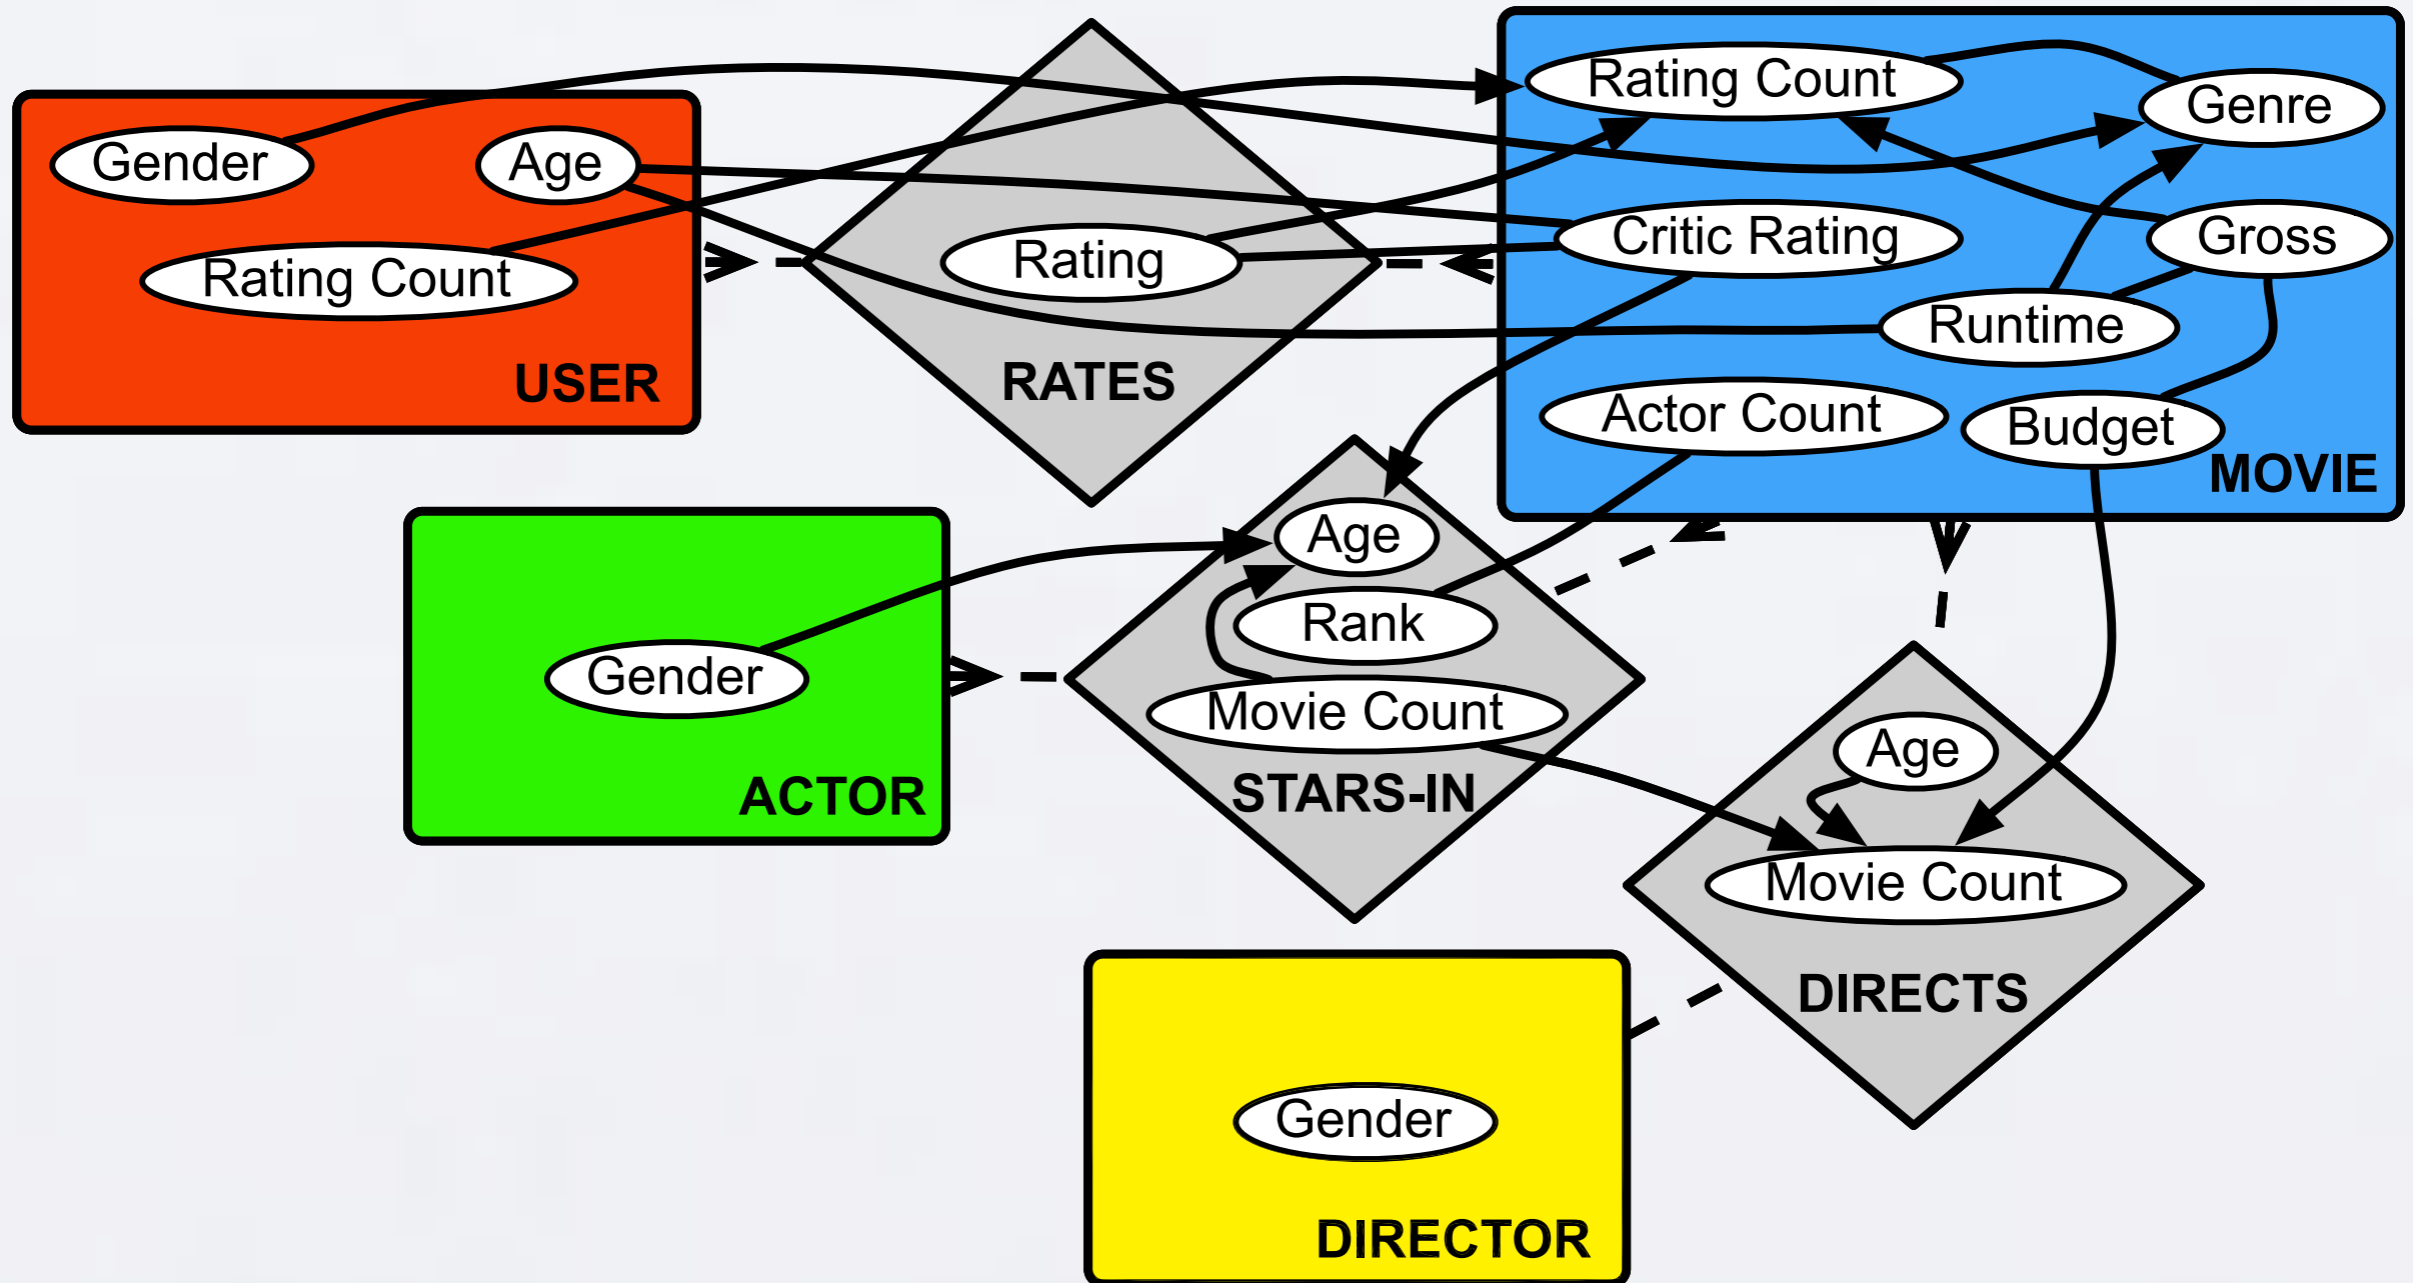 Gender
Age
Rating Count
USER
Rating
RATES
Rating Count
Genre
Critic Rating
Gross
Runtime
Actor Count
Budget
MOVIE
Gender
ACTOR
Age
Rank
Movie Count
STARS-IN
Age
Movie Count
DIRECTS
Gender
DIRECTOR